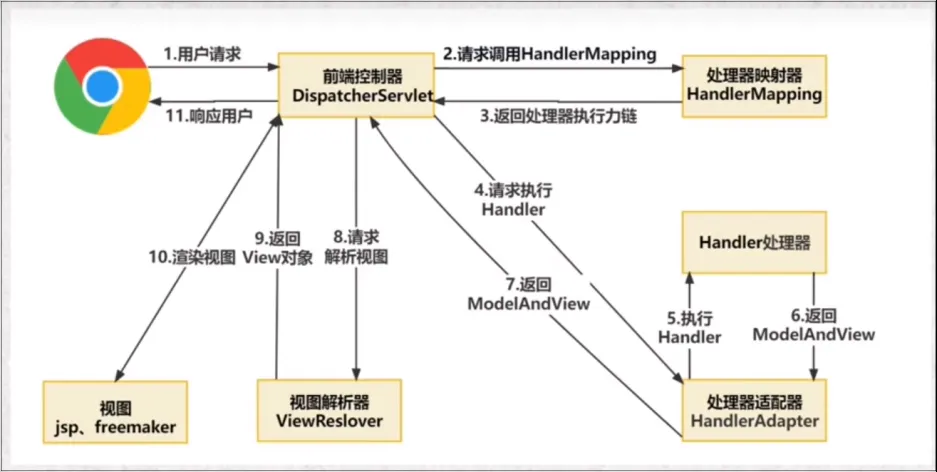 1.用户请求
11.响应用户
前端控制器
DispatcherServlet
2.请求调用HandlerMapping
3.返回处理器执行力链
处理器映射器
HandlerMapping
4.请求执行
Handler
Handler处理器
5.执行
Handler
6.返回
ModelAndView
7.返回
ModelAndView
8.请求
解析视图
9.返回
View对象
10.渲染视图
视图
jsp、freemaker
视图解析器
ViewReslover
处理器适配器
HandlerAdapter